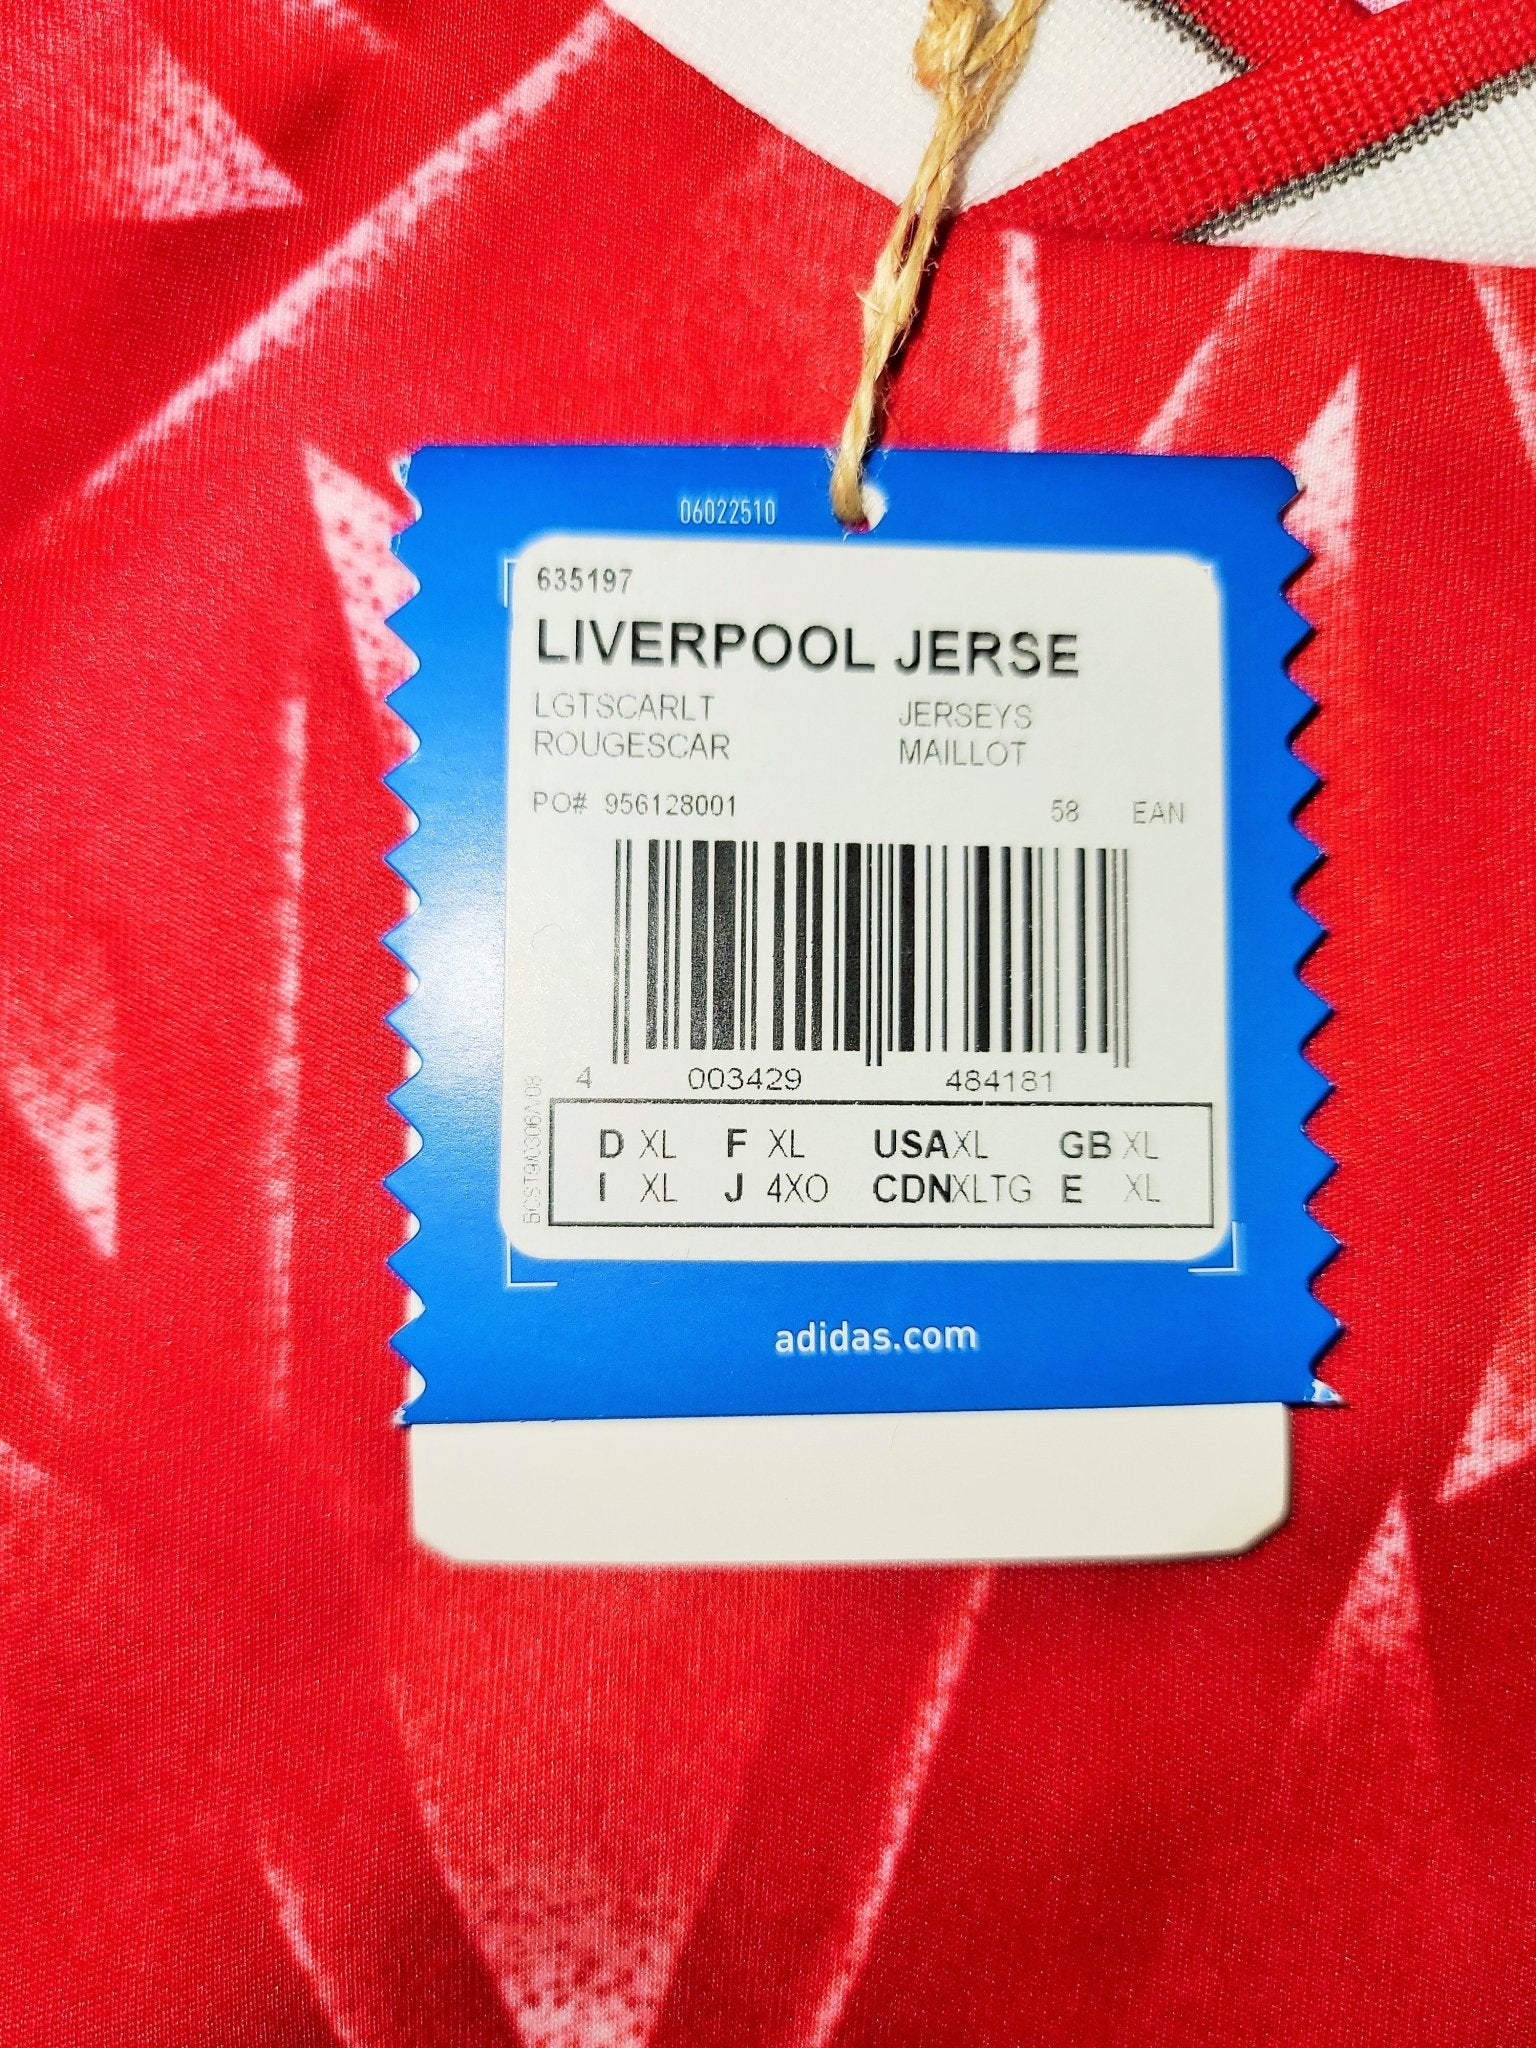 06022510
635197
LIVERPOOL JERSE
LGTSCARLT JERSEYS
ROUGESCAR MAILLOT
PO# 956128001 58 EAN
4 003429 484181
D XL F XL USA XL GB XL
I XL J 4XO CDN XLTG E XL
adidas.com